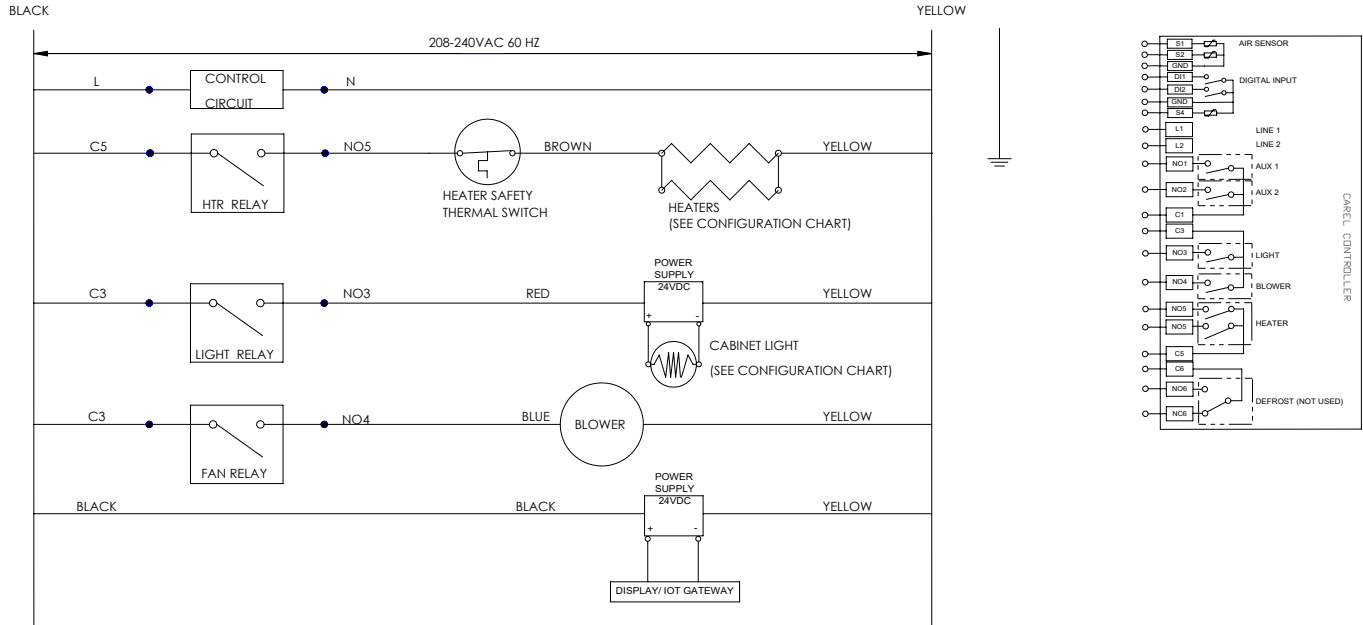 BLACK
YELLOW
208-240VAC 60 HZ
L
CONTROL
CIRCUIT
N
C5
HTR RELAY
NO5
HEATER SAFETY
THERMAL SWITCH
BROWN
HEATERS
(SEE CONFIGURATION CHART)
YELLOW
C3
LIGHT RELAY
NO3
RED
POWER
SUPPLY
24VDC
+ -
YELLOW
CABINET LIGHT
(SEE CONFIGURATION CHART)
C3
FAN RELAY
NO4
BLUE
BLOWER
YELLOW
BLACK
BLACK
POWER
SUPPLY
24VDC
+ -
YELLOW
DISPLAY/ IOT GATEWAY
S1
AIR SENSOR
S2
GND
DI1
DIGITAL INPUT
DI2
GND
S4
L1 LINE 1
L2 LINE 2
NO1 AUX 1
NO2 AUX 2
C1
C3
NO3 LIGHT
NO4 BLOWER
NO5
HEATER
NO5
C5
C6
NO6
DEFROST (NOT USED)
NC6
CAREL CONTROLLER